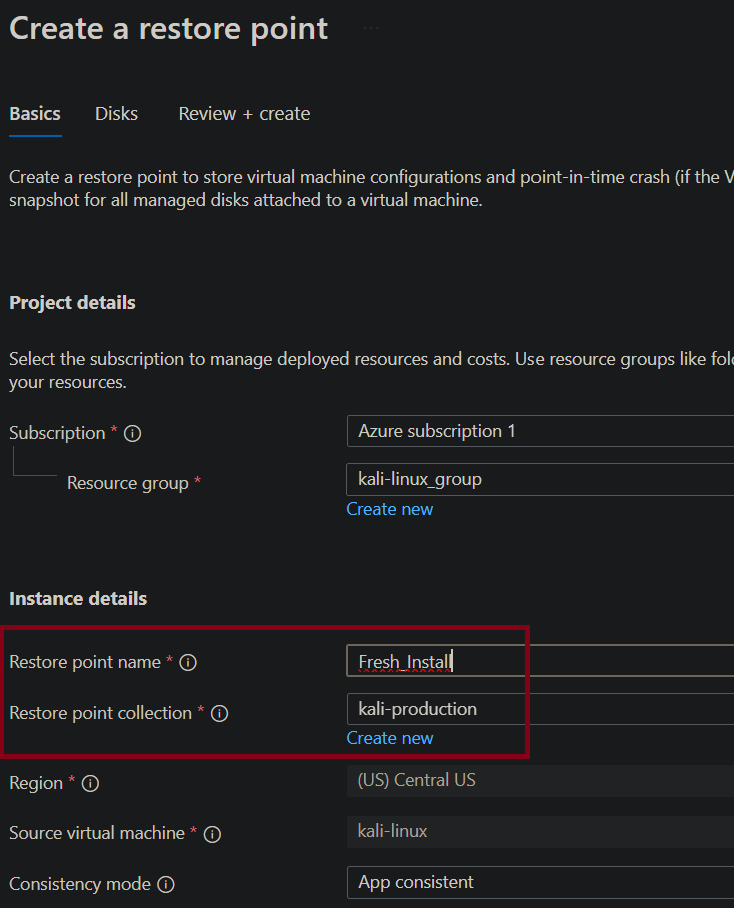 Create a restore point ...
Basics Disks Review + create
Create a restore point to store virtual machine configurations and point-in-time crash (if the V
snapshot for all managed disks attached to a virtual machine.
Project details
Select the subscription to manage deployed resources and costs. Use resource groups like fol
your resources.
Subscription * Azure subscription 1
Resource group * kali-linux_group
Create new
Instance details
Restore point name * Fresh_Install
Restore point collection * kali-production
Create new
Region * (US) Central US
Source virtual machine * kali-linux
Consistency mode App consistent